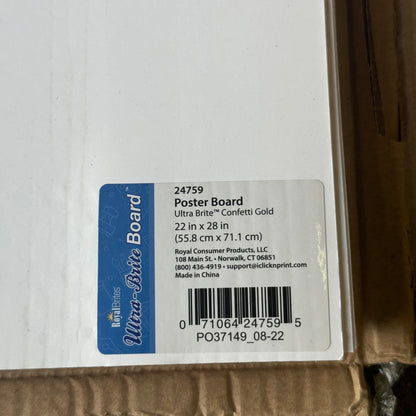 24759
Poster Board
Ultra Brite™ Confetti Gold
22 in x 28 in
(55.8 cm x 71.1 cm)
Royal Consumer Products, LLC
108 Main St. • Norwalk, CT 06851
(800) 436-4919 • support@iclicknprint.com
Made in China
0 71064 24759 5
PO37149_08-22
RoyalBrites
Ultra-Brite Board